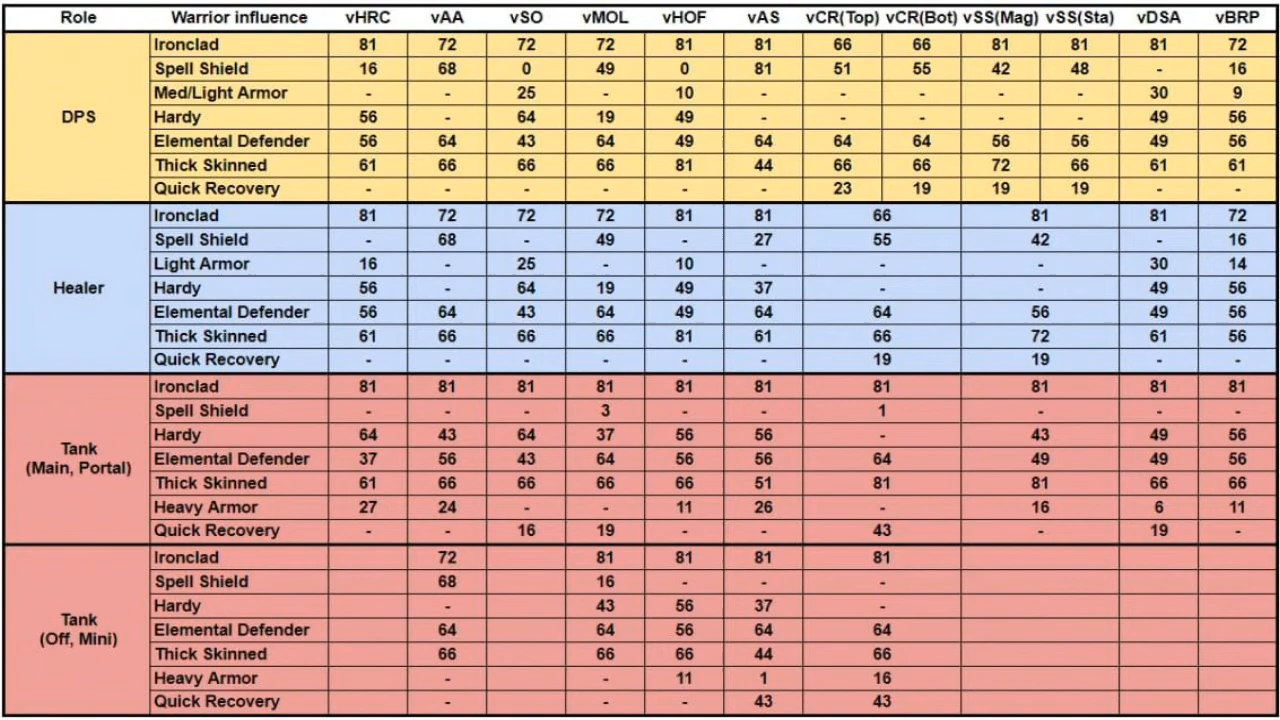 Role Warrior influence vHRC vAA vSO vMOL vHOF vAS vCR(Top) vCR(Bot) vSS(Mag) vSS(Sta) vDSA vBRP
DPS
Ironclad 81 72 72 72 81 81 66 66 81 81 81 72
Spell Shield 16 68 0 49 0 81 51 55 42 48 - 16
Med/Light Armor - - 25 - 10 - - - - - 30 9
Hardy 56 - 64 19 49 - - - - - 49 56
Elemental Defender 56 64 43 64 49 64 64 64 56 56 49 56
Thick Skinned 61 66 66 66 81 44 66 66 72 66 61 61
Quick Recovery - - - - - - 23 19 19 19 - -
Healer
Ironclad 81 72 72 72 81 81 66 81 81 72
Spell Shield - 68 - 49 - 27 55 42 - 16
Light Armor 16 - 25 - 10 - - - 30 14
Hardy 56 - 64 19 49 37 - - 49 56
Elemental Defender 56 64 43 64 49 64 64 56 49 56
Thick Skinned 61 66 66 66 81 61 66 72 61 56
Quick Recovery - - - - - - 19 19 - -
Tank
(Main, Portal)
Ironclad 81 81 81 81 81 81 81 81 81 81
Spell Shield - - - 3 - - 1 - - -
Hardy 64 43 64 37 56 56 - 43 49 56
Elemental Defender 37 56 43 64 56 56 64 49 49 56
Thick Skinned 61 66 66 66 66 51 81 81 66 66
Heavy Armor 27 24 - - 11 26 - 16 6 11
Quick Recovery - - 16 19 - - 43 - 19 -
Tank
(Off, Mini)
Ironclad 72 81 81 81 81
Spell Shield 68 16 - - -
Hardy - 43 56 37 -
Elemental Defender 64 64 56 64 64
Thick Skinned 66 66 66 44 66
Heavy Armor - - 11 1 16
Quick Recovery - - - 43 43